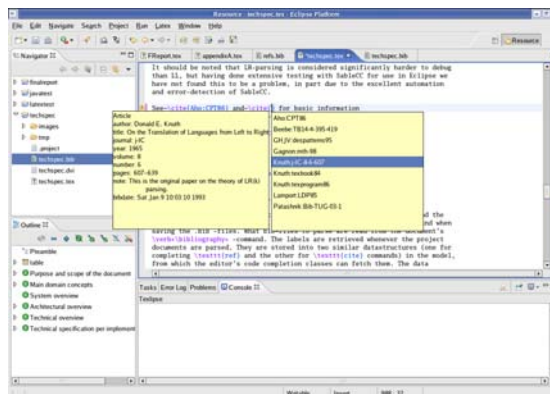 Resource - techspec.tex - Eclipse Platform
File Edit Navigate Search Project Run Latex Window Help
Resource
Navigator
FReport.tex appendixA.tex refs.bib techspec.tex techspec.bib
finalreport
javatest
latextest
techspec
images
tmp
.project
techspec.bib
techspec.dvi
techspec.tex
It should be noted that LR-parsing is considered significantly harder to debug
than LL, but having done extensive testing with SableCC for use in Eclipse we
have not found this to be a problem, in part due to the excellent automation
and error-detection of SableCC.
See~\cite{Aho:CPT86} and~\cite{} for basic information
Article
author: Donald E. Knuth
title: On the Translation of Languages from Left to Right
journal: j-IC
year: 1965
volume: 8
number: 6
pages: 607--639
note: This is the original paper on the theory of LR(k)
parsing.
bibdate: Sat Jan 9 10:03:10 1993
Aho:CPT86
Beebe:TB14-4-395-419
GHJV:despatterns95
Gagnon:mth-98
Knuth:j-IC-8-6-607
Knuth:texbook84
Knuth:texprogram86
Lamport:LDP85
Patashnik:BibTUG-03-1
and the
and when
parsing the .bib -files. What
\verb+\bibliography+ -command. The labels are retrieved whenever the project
documents are parsed. They are stored into two similar datastructures (one for
completing \texttt{ref} and the other for \texttt{cite} commands) in the model,
from which the editor's code completion classes can fetch them. The data
Outline
Preamble
table
Purpose and scope of the document
Main domain concepts
System overview
Architectural overview
Technical overview
Technical specification per implement
Tasks Error Log Problems Console
Texlipse
Writable Insert